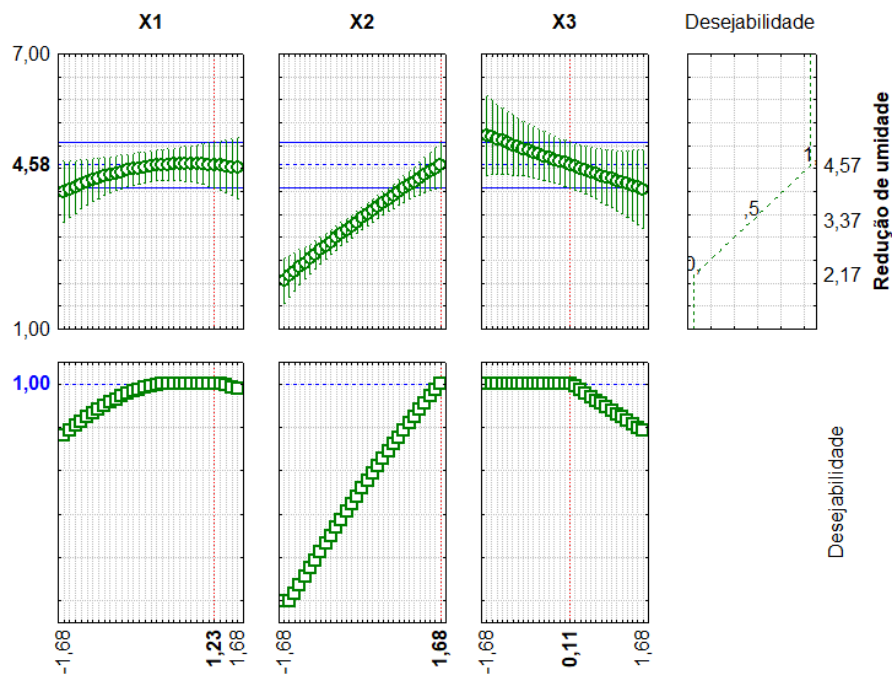 X1 X2 X3 Desejabilidade
7,00
4,58
1,00
1
,5
0,
4,57
3,37
2,17
Redução de umidade
1,00
Desejabilidade
-1,68 1,23 1,68 -1,68 1,68 -1,68 0,11 1,68